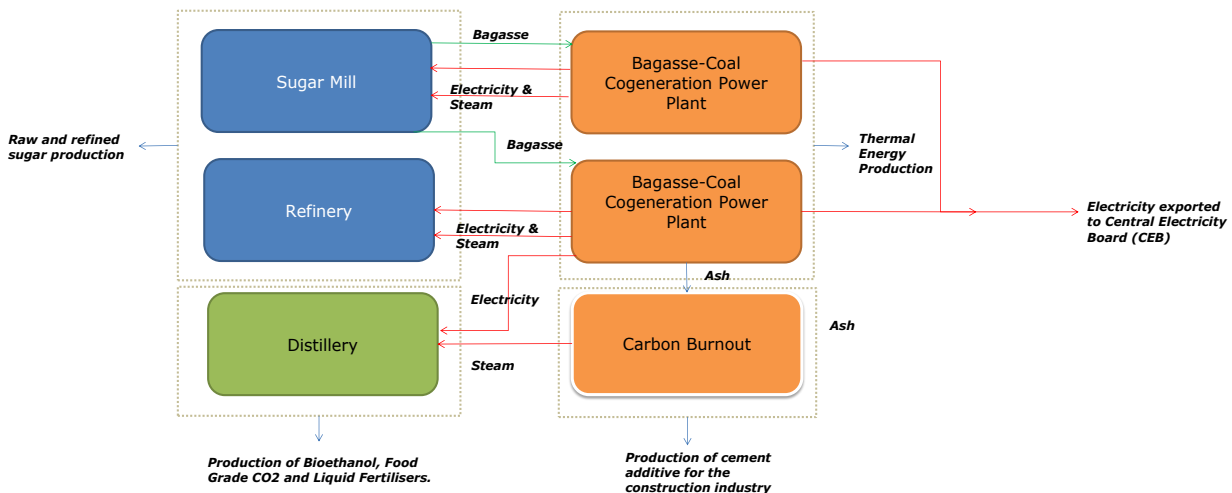 Bagasse
Sugar Mill
Bagasse-Coal
Cogeneration Power
Plant
Electricity &
Steam
Raw and refined
sugar production
Bagasse
Thermal
Energy
Production
Refinery
Bagasse-Coal
Cogeneration Power
Plant
Electricity &
Steam
Electricity exported
to Central Electricity
Board (CEB)
Ash
Electricity
Distillery
Carbon Burnout
Ash
Steam
Production of Bioethanol, Food
Grade CO2 and Liquid Fertilisers.
Production of cement
additive for the
construction industry